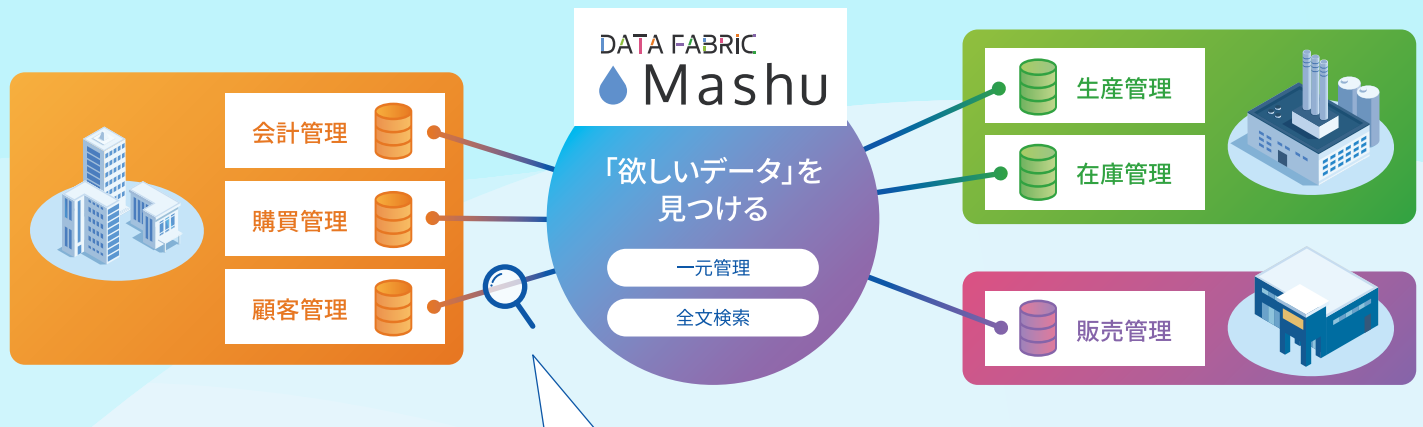 DATA FABRIC
Mashu
「欲しいデータ」を
見つける
一元管理
全文検索
会計管理
購買管理
顧客管理
生産管理
在庫管理
販売管理